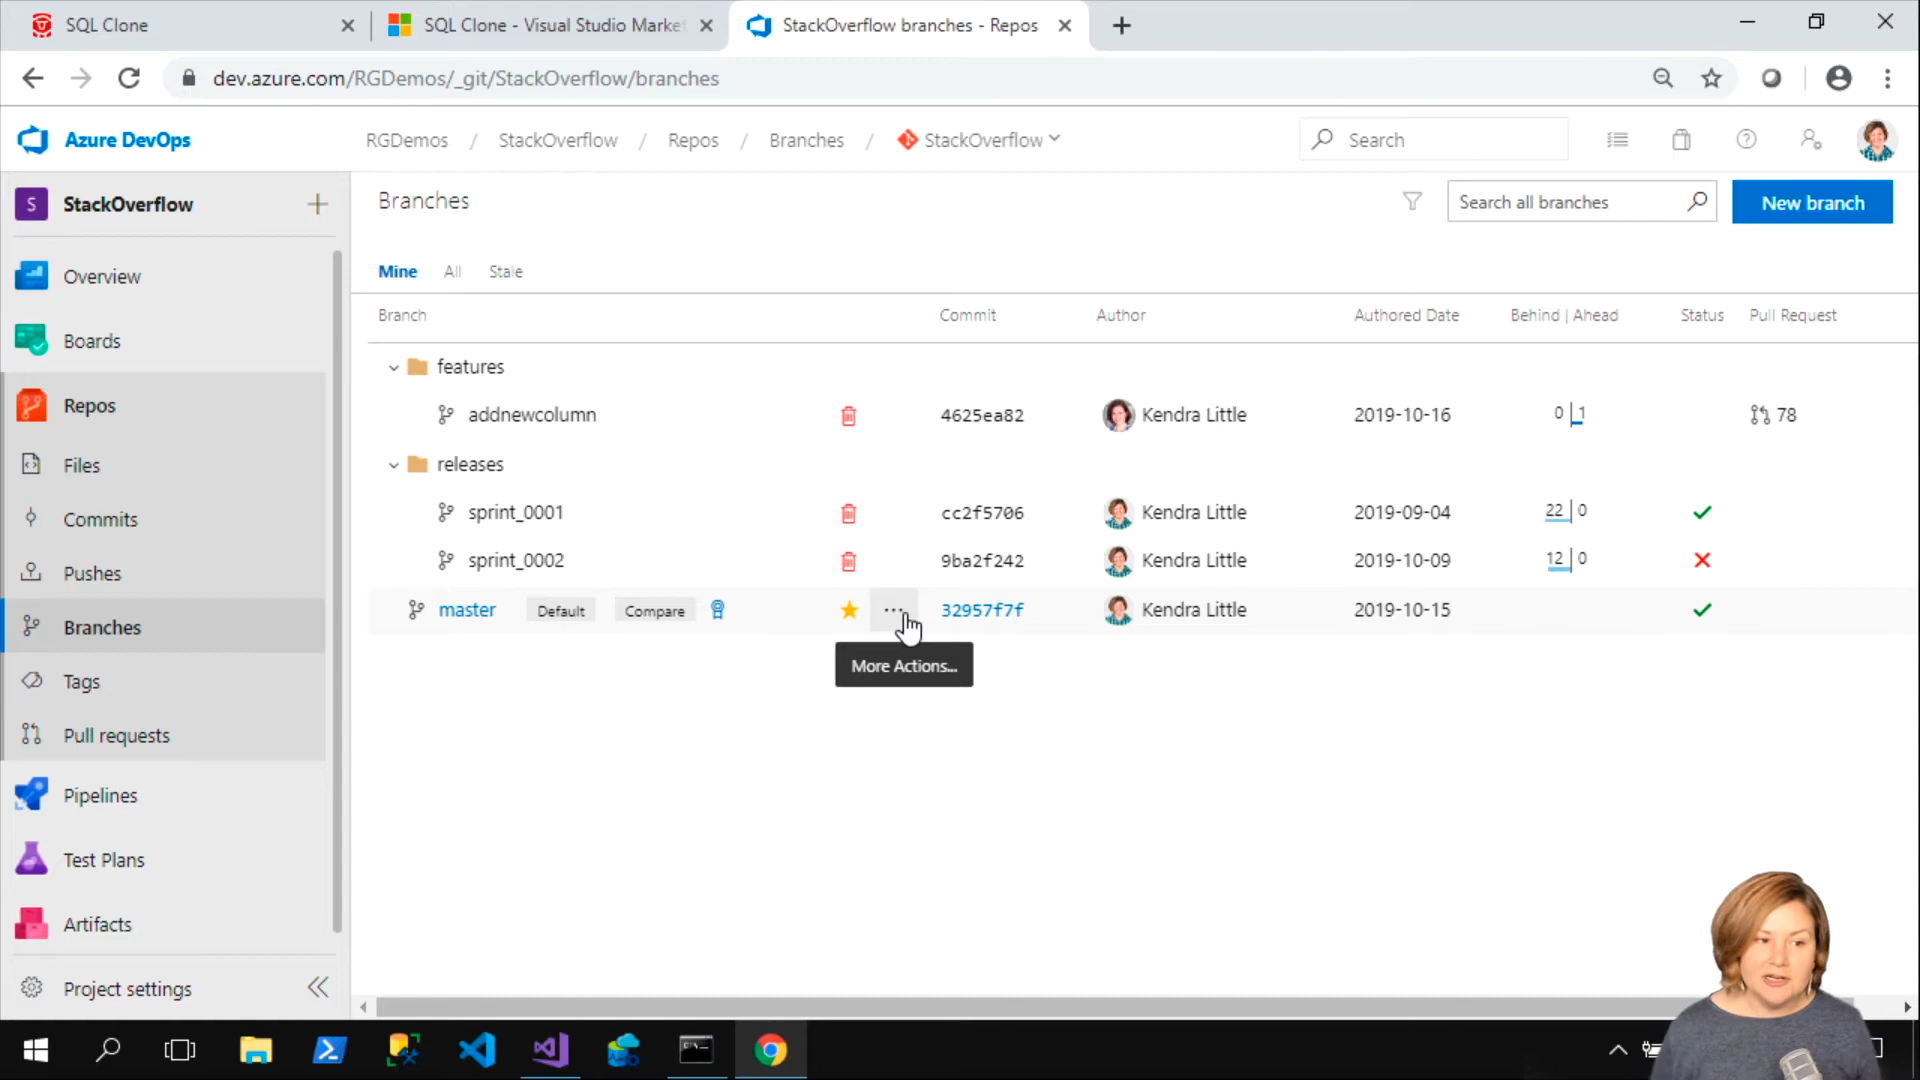 SQL Clone
SQL Clone - Visual Studio Market
StackOverflow branches - Repos
dev.azure.com/RGDemos/_git/StackOverflow/branches
Azure DevOps
RGDemos / StackOverflow / Repos / Branches / StackOverflow
Search
S StackOverflow
Branches
Search all branches
New branch
Overview
Boards
Repos
Files
Commits
Pushes
Branches
Tags
Pull requests
Pipelines
Test Plans
Artifacts
Project settings
Mine All Stale
Branch Commit Author Authored Date Behind | Ahead Status Pull Request
features
addnewcolumn 4625ea82 Kendra Little 2019-10-16 0 1 78
releases
sprint_0001 cc2f5706 Kendra Little 2019-09-04 22 0
sprint_0002 9ba2f242 Kendra Little 2019-10-09 12 0
master Default Compare ... 32957f7f Kendra Little 2019-10-15
More Actions...